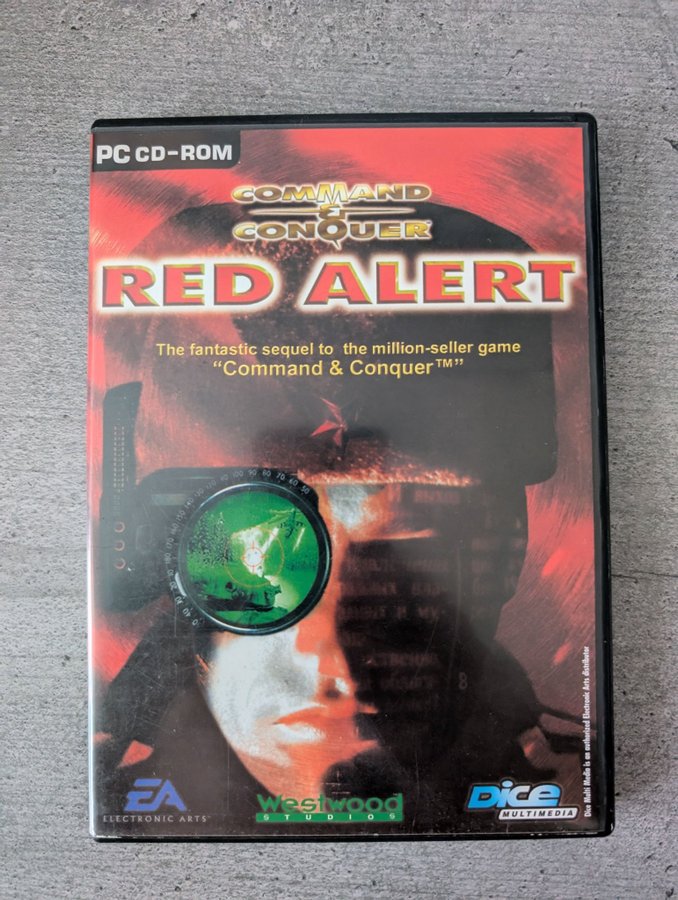 PC CD-ROM
COMMAND
&
CONQUER
RED ALERT
The fantastic sequel to the million-seller game
“Command & Conquer™”
EA
ELECTRONIC ARTS
Westwood
STUDIOS
Dice
MULTIMEDIA
Dice Multi Media is an authorized Electronic Arts distributor